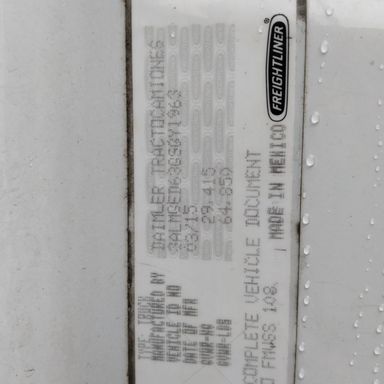 TYPE: TRUCK
MANUFACTURED BY DAIMLER TRACTOCAMIONES
VEHICLE ID NO
DATE OF MFR 03/15
GVWR-KG 29,415
GVWR-LBS 64,850
COMPLETE VEHICLE DOCUMENT
FMVSS 108
MADE IN MEXICO
FREIGHTLINER®